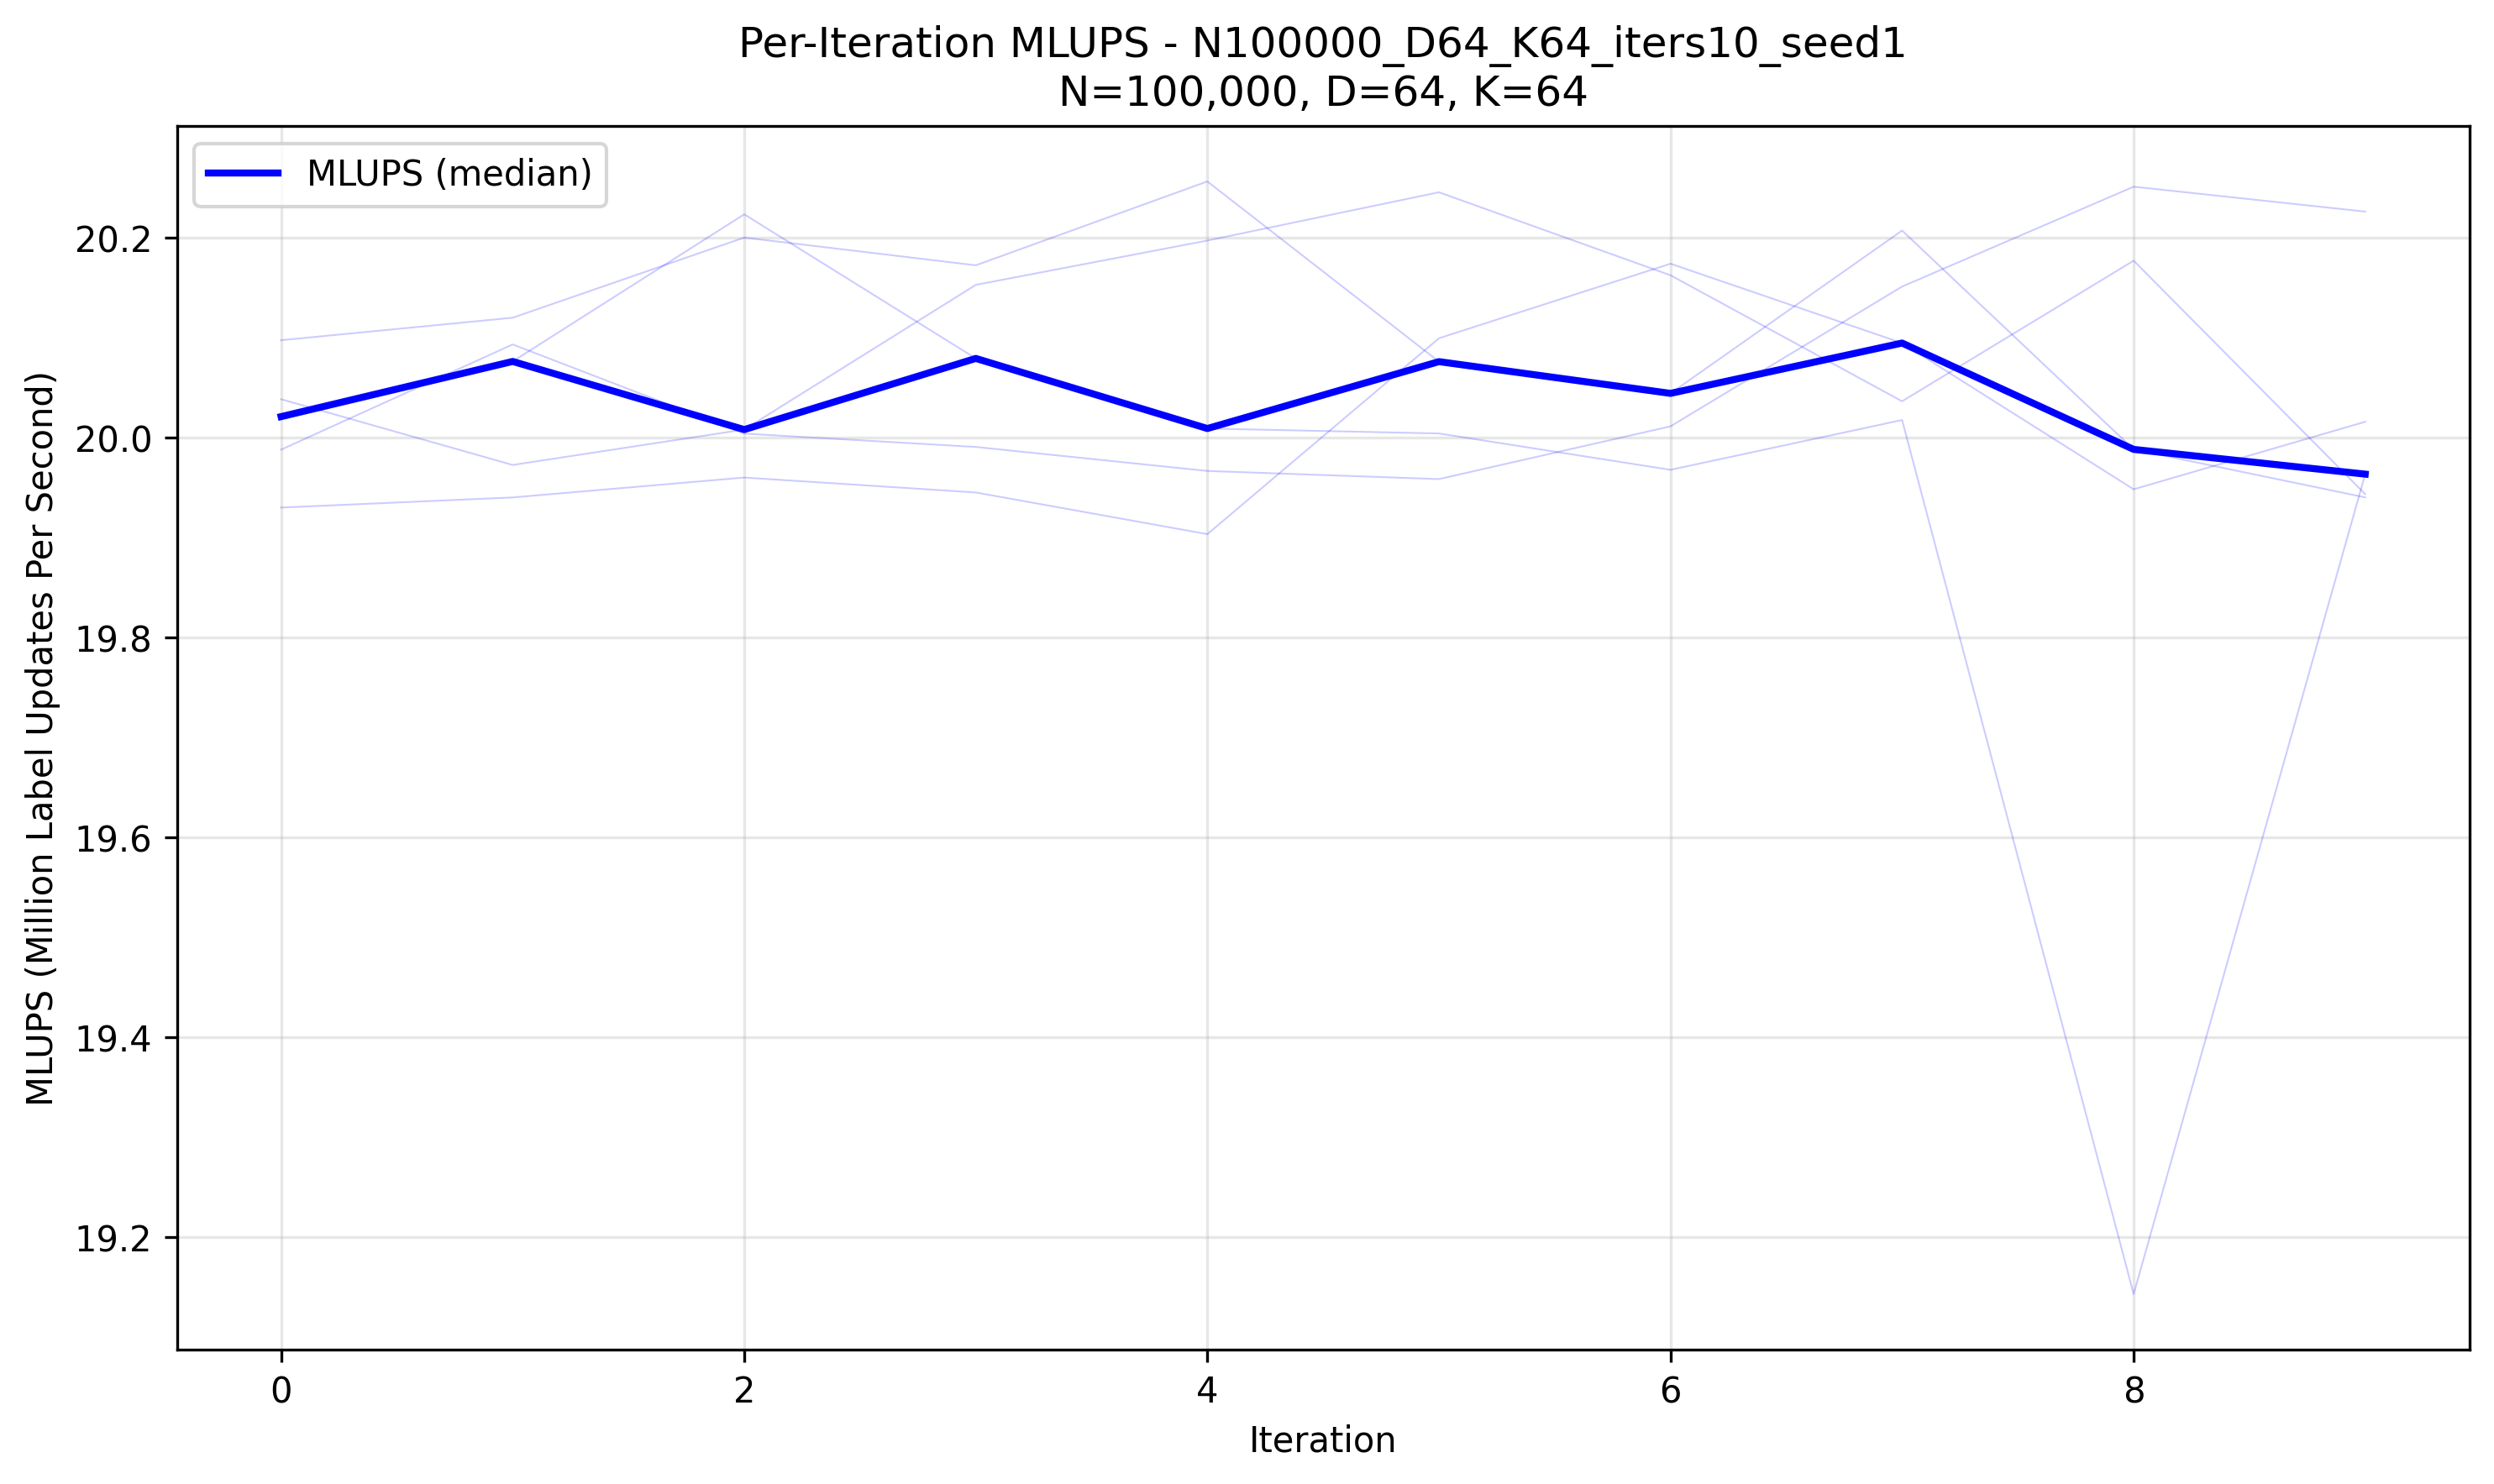 Per-Iteration MLUPS - N100000_D64_K64_iters10_seed1
N=100,000, D=64, K=64
MLUPS (median)
MLUPS (Million Label Updates Per Second)
20.2
20.0
19.8
19.6
19.4
19.2
0
2
4
6
8
Iteration